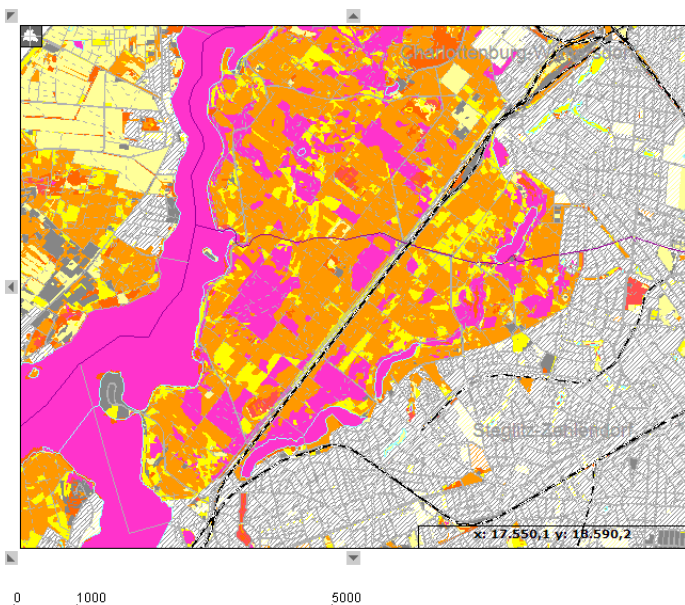 Charlottenburg-Wilmersdorf
Steglitz-Zehlendorf
x: 17.550,1 y: 18.590,2
0 1000 5000